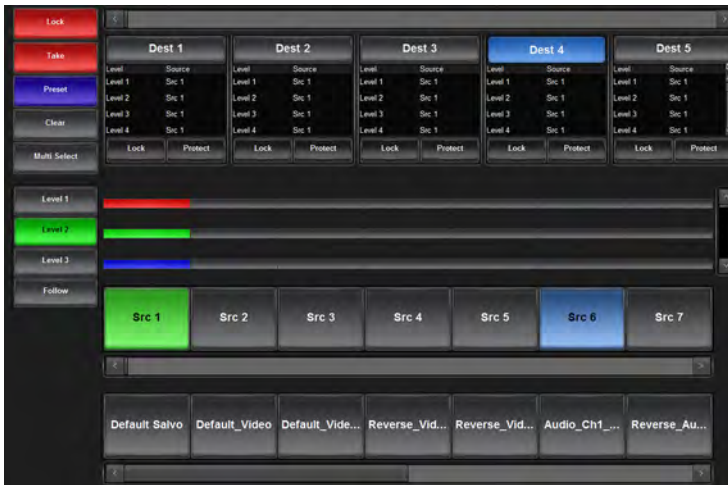 Lock
Take
Preset
Clear
Multi Select
Dest 1 Dest 2 Dest 3 Dest 4 Dest 5
Level Source Level Source Level Source Level Source Level Source
Level 1 Src 1 Level 1 Src 1 Level 1 Src 1 Level 1 Src 1 Level 1 Src 1
Level 2 Src 1 Level 2 Src 1 Level 2 Src 1 Level 2 Src 1 Level 2 Src 1
Level 3 Src 1 Level 3 Src 1 Level 3 Src 1 Level 3 Src 1 Level 3 Src 1
Level 4 Src 1 Level 4 Src 1 Level 4 Src 1 Level 4 Src 1 Level 4 Src 1
Lock Protect Lock Protect Lock Protect Lock Protect Lock Protect
Level 1
Level 2
Level 3
Follow
Src 1 Src 2 Src 3 Src 4 Src 5 Src 6 Src 7
Default Salvo Default_Video Default_Vide... Reverse_Vid... Reverse_Vid... Audio_Ch1_... Reverse_Au...